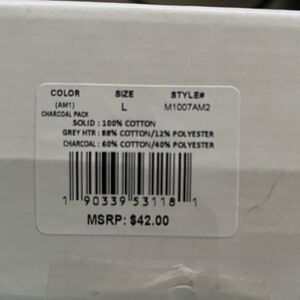 COLOR SIZE STYLE#
(AM1) L M1007AM2
CHARCOAL PACK
SOLID : 100% COTTON
GREY HTR: 88% COTTON/12% POLYESTER
CHARCOAL: 60% COTTON/40% POLYESTER
1 90339 53118 1
MSRP: $42.00